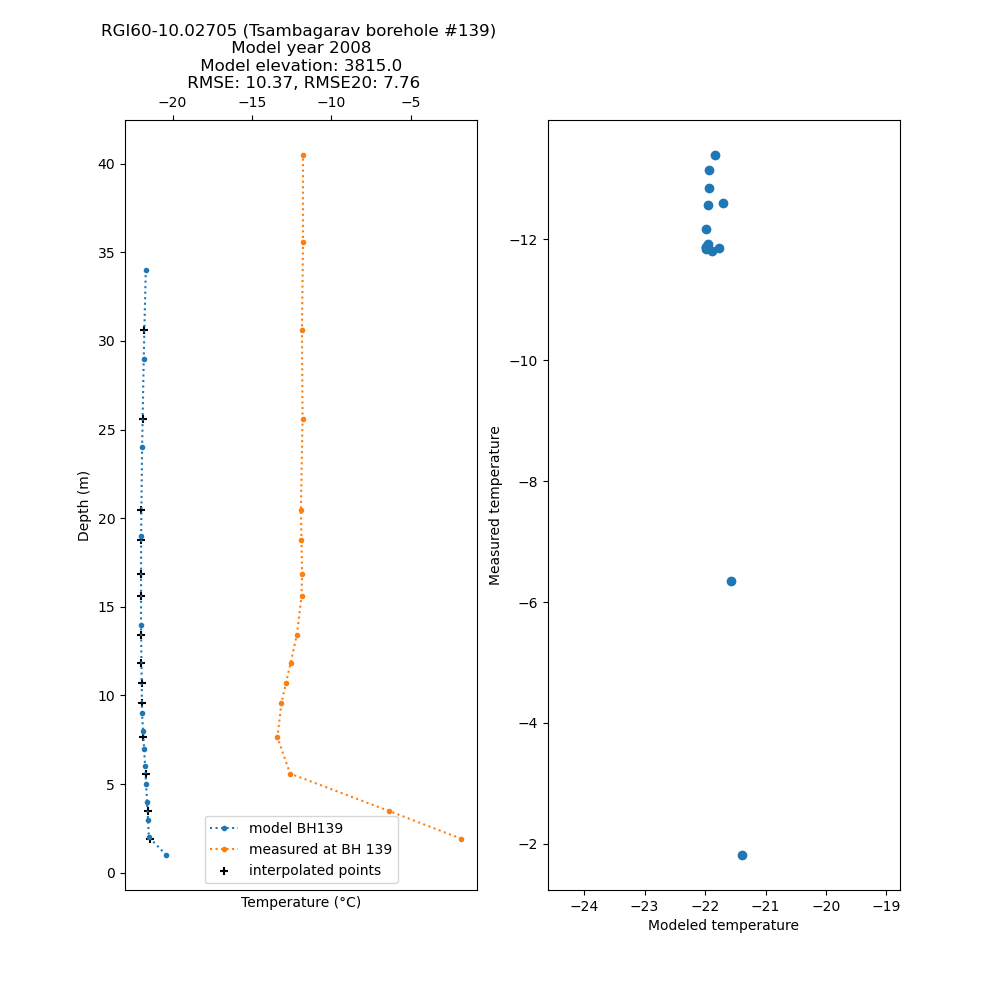 RGI60-10.02705 (Tsambagarav borehole #139)
Model year 2008
Model elevation: 3815.0
RMSE: 10.37, RMSE20: 7.76
−20 −15 −10 −5
40
35
30
25
20
15
10
5
0
Depth (m)
model BH139
measured at BH 139
interpolated points
Temperature (°C)
−12
−10
−8
−6
−4
−2
Measured temperature
−24 −23 −22 −21 −20 −19
Modeled temperature